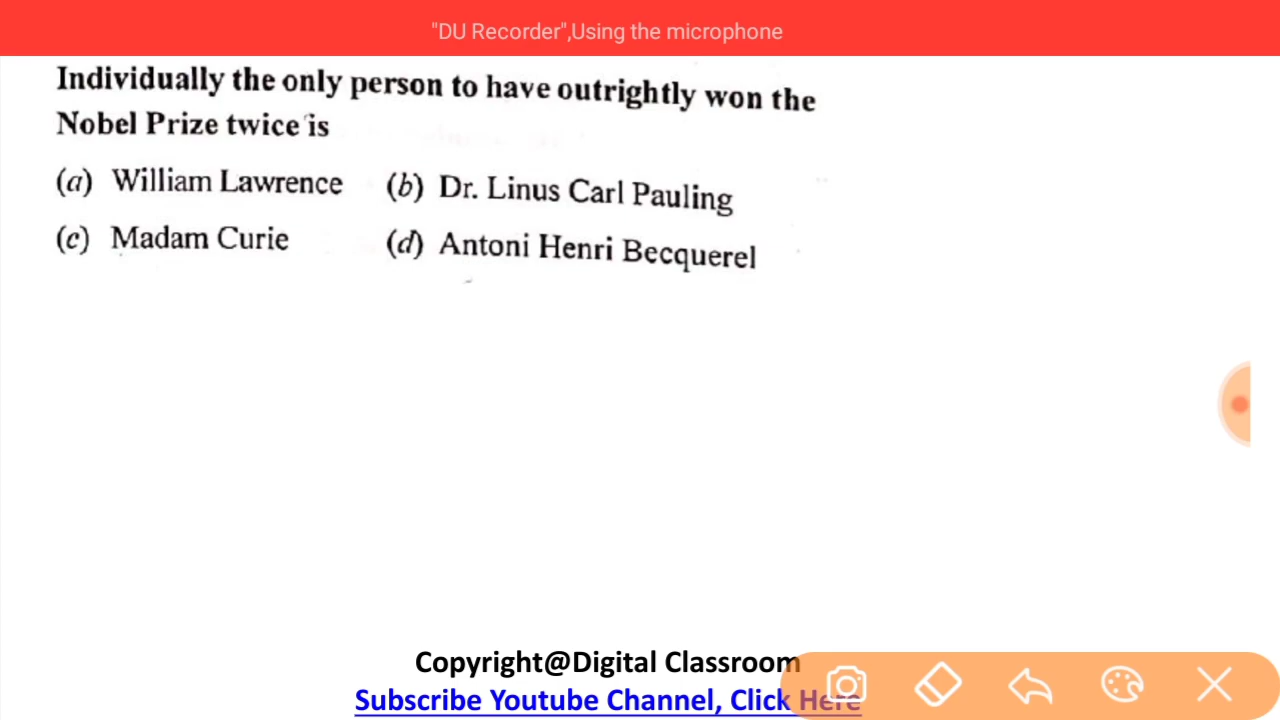 "DU Recorder",Using the microphone
Individually the only person to have outrightly won the
Nobel Prize twice is
(a) William Lawrence (b) Dr. Linus Carl Pauling
(c) Madam Curie (d) Antoni Henri Becquerel
Copyright@Digital Classroom
Subscribe Youtube Channel, Click Here